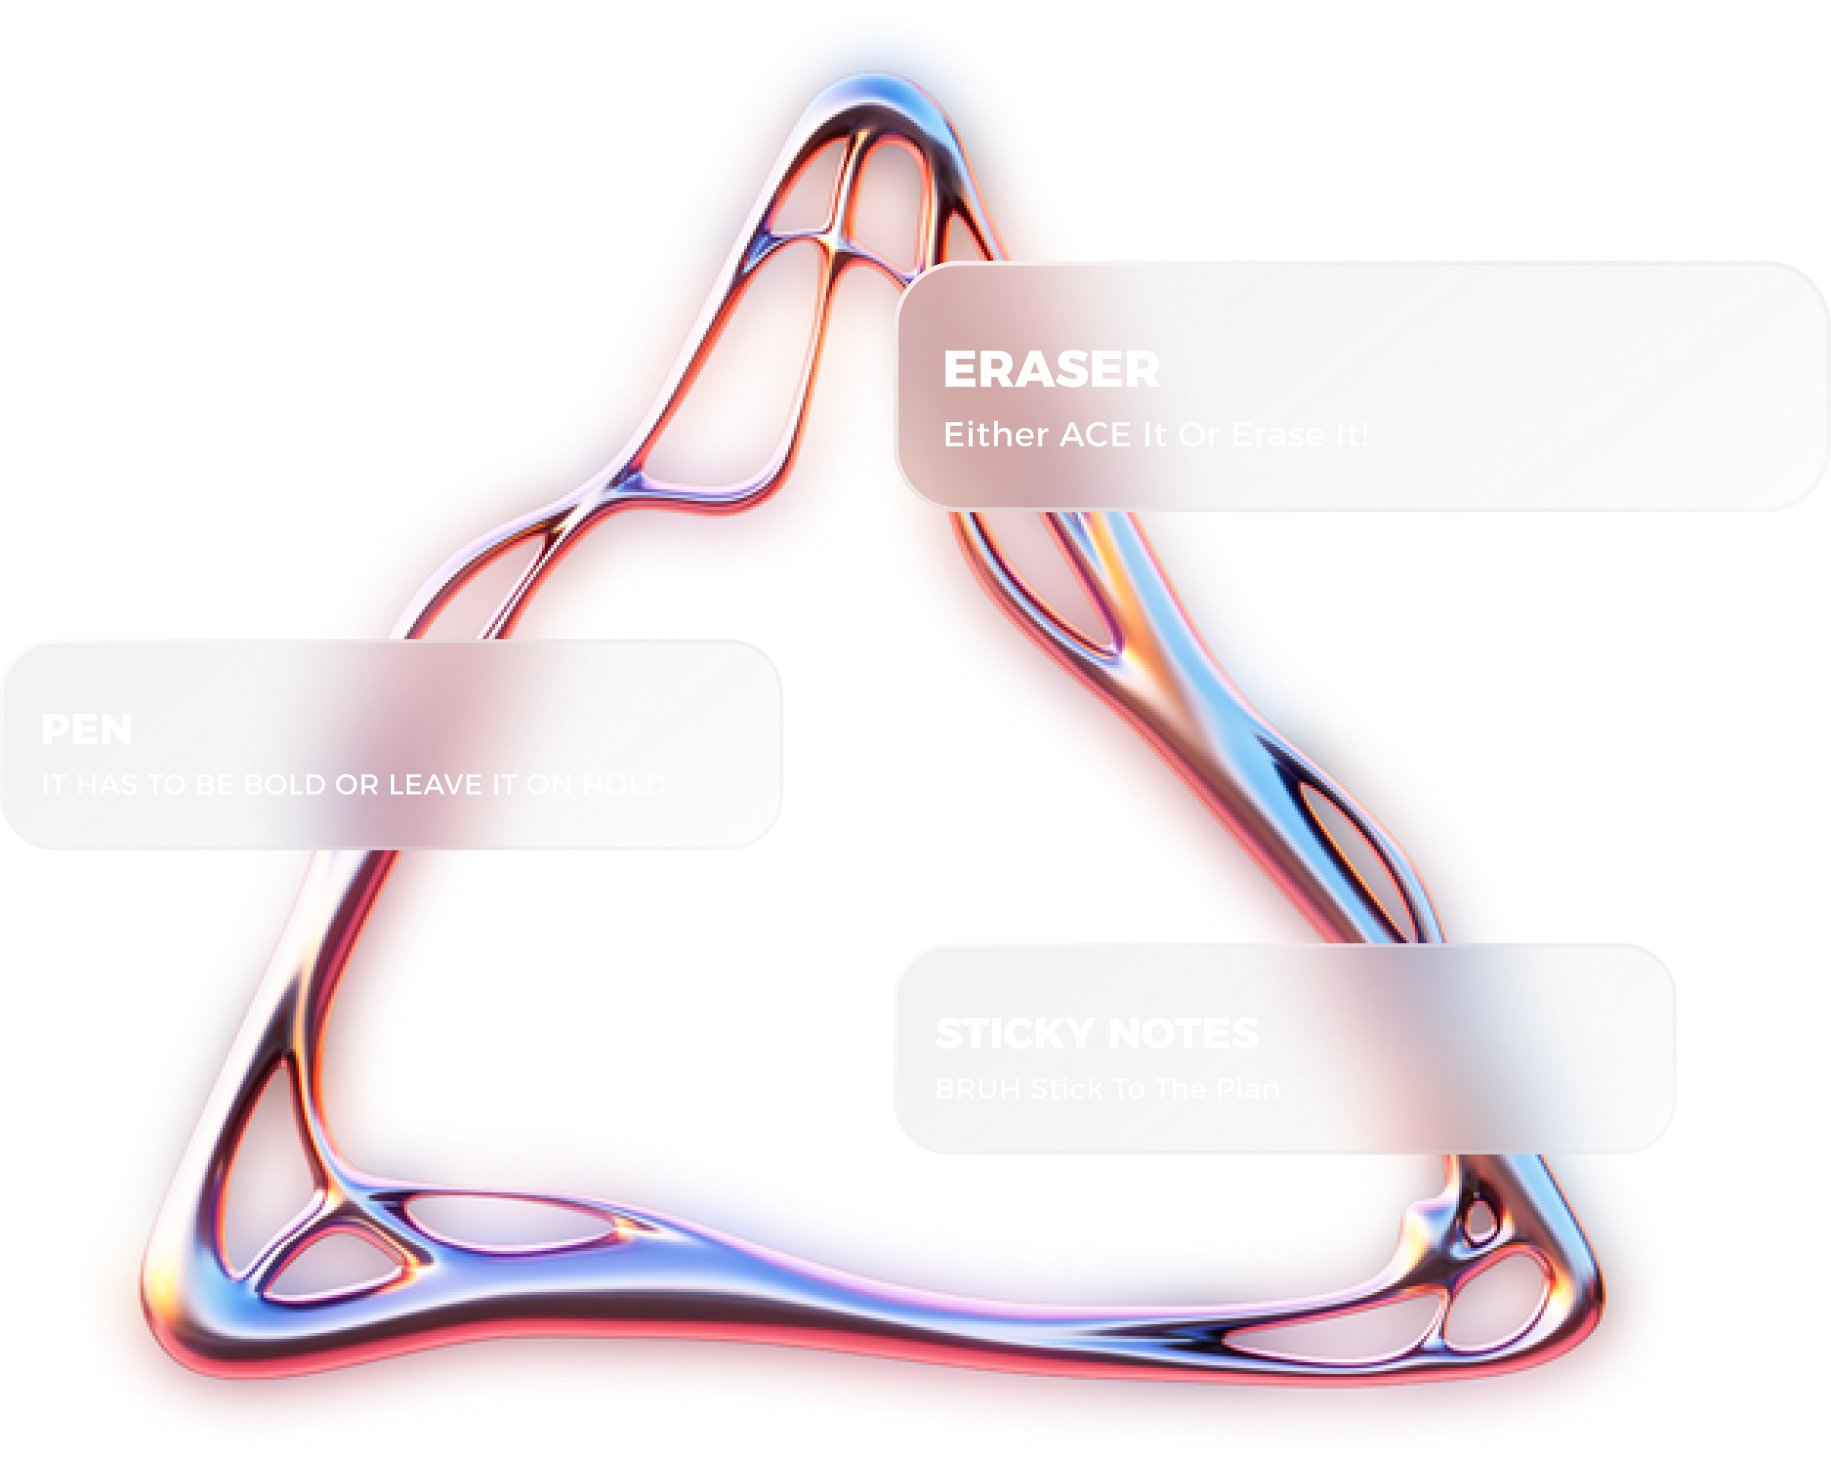 ERASER
Either ACE It Or Erase It!
PEN
IT HAS TO BE BOLD OR LEAVE IT ON HOLD
STICKY NOTES
BRUH Stick To The Plan